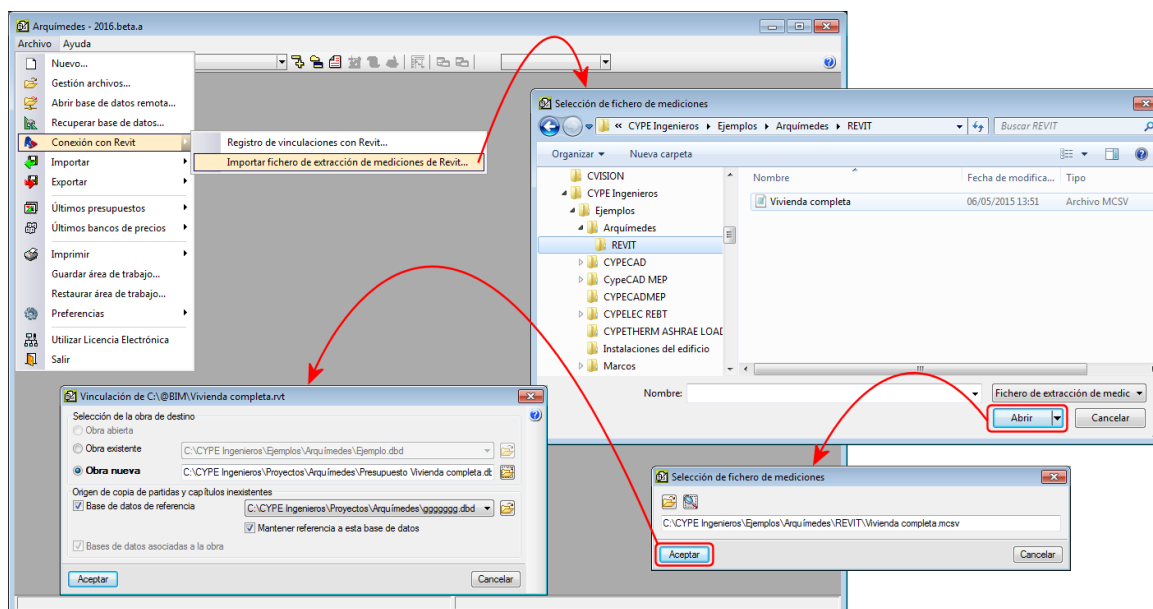 Arquímedes - 2016.beta.a
Archivo Ayuda
Nuevo...
Gestión archivos...
Abrir base de datos remota...
Recuperar base de datos...
Conexión con Revit
Importar
Exportar
Últimos presupuestos
Últimos bancos de precios
Imprimir
Guardar área de trabajo...
Restaurar área de trabajo...
Preferencias
Utilizar Licencia Electrónica
Salir
Registro de vinculaciones con Revit...
Importar fichero de extracción de mediciones de Revit...
Selección de fichero de mediciones
« CYPE Ingenieros Ejemplos Arquímedes REVIT
Buscar REVIT
Organizar Nueva carpeta
CVISION
CYPE Ingenieros
Ejemplos
Arquímedes
REVIT
CYPECAD
CypeCAD MEP
CYPECADMEP
CYPELEC REBT
CYPETHERM ASHRAE LOAD
Instalaciones del edificio
Marcos
Nombre Fecha de modifica... Tipo
Vivienda completa 06/05/2015 13:51 Archivo MCSV
Nombre: Fichero de extracción de medic
Abrir Cancelar
Selección de fichero de mediciones
C:\CYPE Ingenieros\Ejemplos\Arquímedes\REVIT\Vivienda completa.mcsv
Aceptar Cancelar
Vinculación de C:\@BIM\Vivienda completa.rvt
Selección de la obra de destino
Obra abierta
Obra existente C:\CYPE Ingenieros\Ejemplos\Arquímedes\Ejemplo.dbd
Obra nueva C:\CYPE Ingenieros\Proyectos\Arquímedes\Presupuesto Vivienda completa.dt
Origen de copia de partidas y capítulos inexistentes
Base de datos de referencia C:\CYPE Ingenieros\Proyectos\Arquímedes\ggggggg.dbd
Mantener referencia a esta base de datos
Bases de datos asociadas a la obra
Aceptar Cancelar